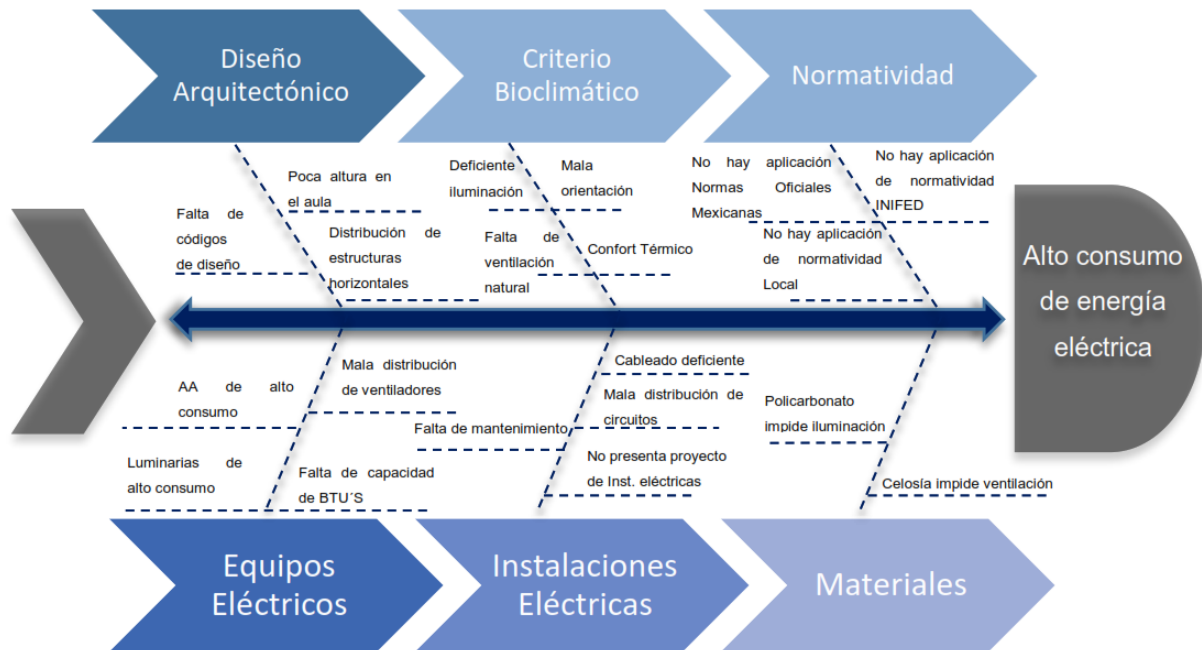 Diseño
Arquitectónico
Criterio
Bioclimático
Normatividad
Poca altura en
el aula
Falta de
códigos
de diseño
Distribución de
estructuras
horizontales
Deficiente
iluminación
Mala
orientación
Falta de
ventilación
natural
Confort Térmico
No hay aplicación
Normas Oficiales
Mexicanas
No hay aplicación
de normatividad
INIFED
No hay aplicación
de normatividad
Local
Alto consumo
de energía
eléctrica
AA de alto
consumo
Mala distribución
de ventiladores
Luminarias de
alto consumo
Falta de capacidad
de BTU´S
Cableado deficiente
Mala distribución de
circuitos
Falta de mantenimiento
No presenta proyecto
de Inst. eléctricas
Policarbonato
impide iluminación
Celosía impide ventilación
Equipos
Eléctricos
Instalaciones
Eléctricas
Materiales